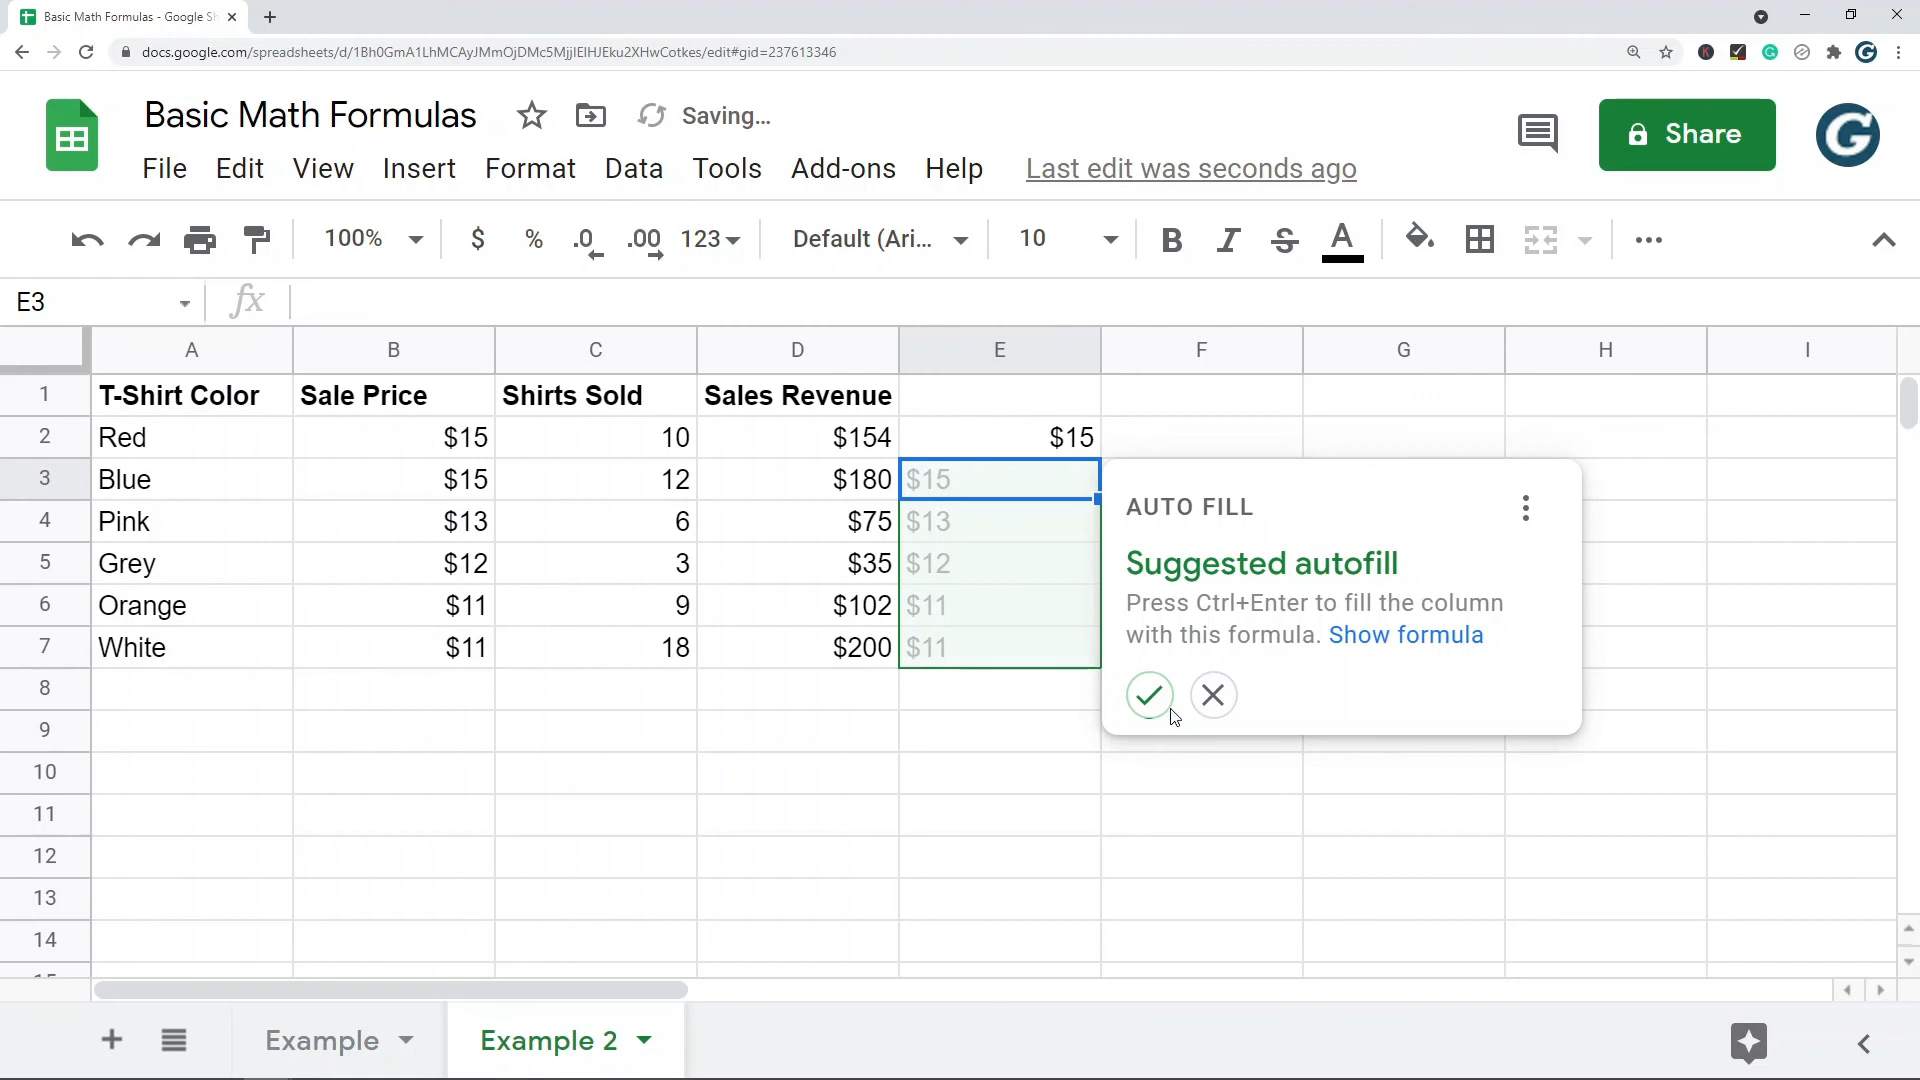 Basic Math Formulas - Google Sh
docs.google.com/spreadsheets/d/1Bh0GmA1LhMCAyJMmOjDMc5MjjlEIHJEku2XHwCotkes/edit#gid=237613346
Basic Math Formulas Saving...
File Edit View Insert Format Data Tools Add-ons Help Last edit was seconds ago
Share
100% $ % .0 .00 123 Default (Ari... 10 B I S A
E3 fx
A B C D E F G H I
1 T-Shirt Color Sale Price Shirts Sold Sales Revenue
2 Red $15 10 $154 $15
3 Blue $15 12 $180 $15
4 Pink $13 6 $75 $13
5 Grey $12 3 $35 $12
6 Orange $11 9 $102 $11
7 White $11 18 $200 $11
8
9
10
11
12
13
14
AUTO FILL
Suggested autofill
Press Ctrl+Enter to fill the column
with this formula. Show formula
Example Example 2